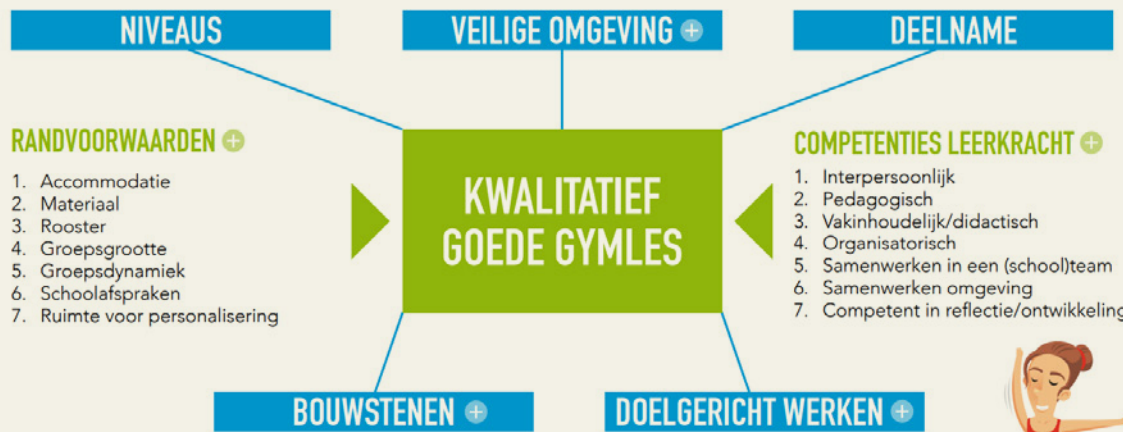 NIVEAUS
VEILIGE OMGEVING +
DEELNAME
RANDVOORWAARDEN +
1. Accommodatie
2. Materiaal
3. Rooster
4. Groepsgrootte
5. Groepsdynamiek
6. Schoolafspraken
7. Ruimte voor personalisering
KWALITATIEF
GOEDE GYMLES
COMPETENTIES LEERKRACHT +
1. Interpersoonlijk
2. Pedagogisch
3. Vakinhoudelijk/didactisch
4. Organisatorisch
5. Samenwerken in een (school)team
6. Samenwerken omgeving
7. Competent in reflectie/ontwikkeling
BOUWSTENEN +
DOELGERICHT WERKEN +